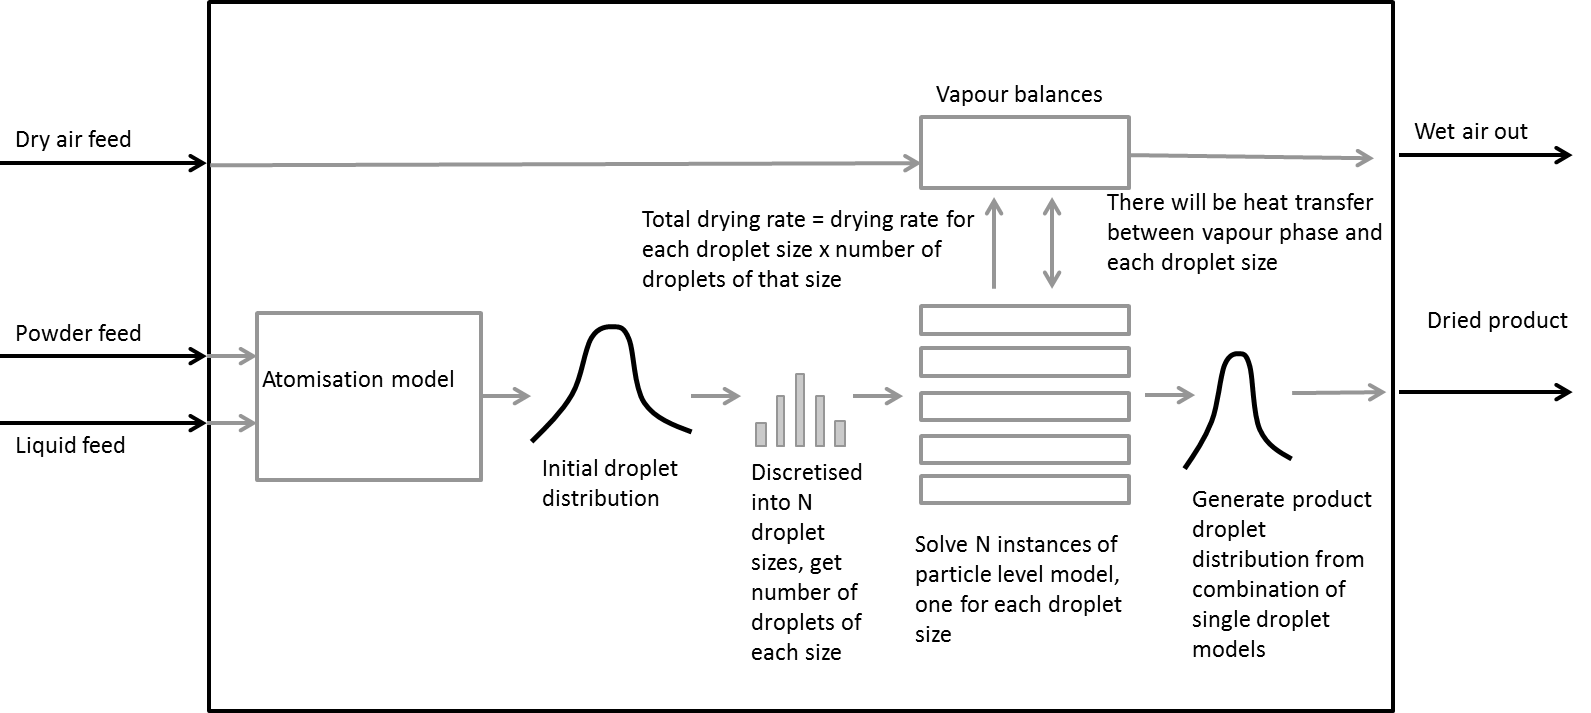 Vapour balances
Dry air feed
Wet air out
Total drying rate = drying rate for
each droplet size x number of
droplets of that size
There will be heat transfer
between vapour phase and
each droplet size
Powder feed
Liquid feed
Atomisation model
Initial droplet
distribution
Discretised
into N
droplet
sizes, get
number of
droplets of
each size
Solve N instances of
particle level model,
one for each droplet
size
Generate product
droplet
distribution from
combination of
single droplet
models
Dried product